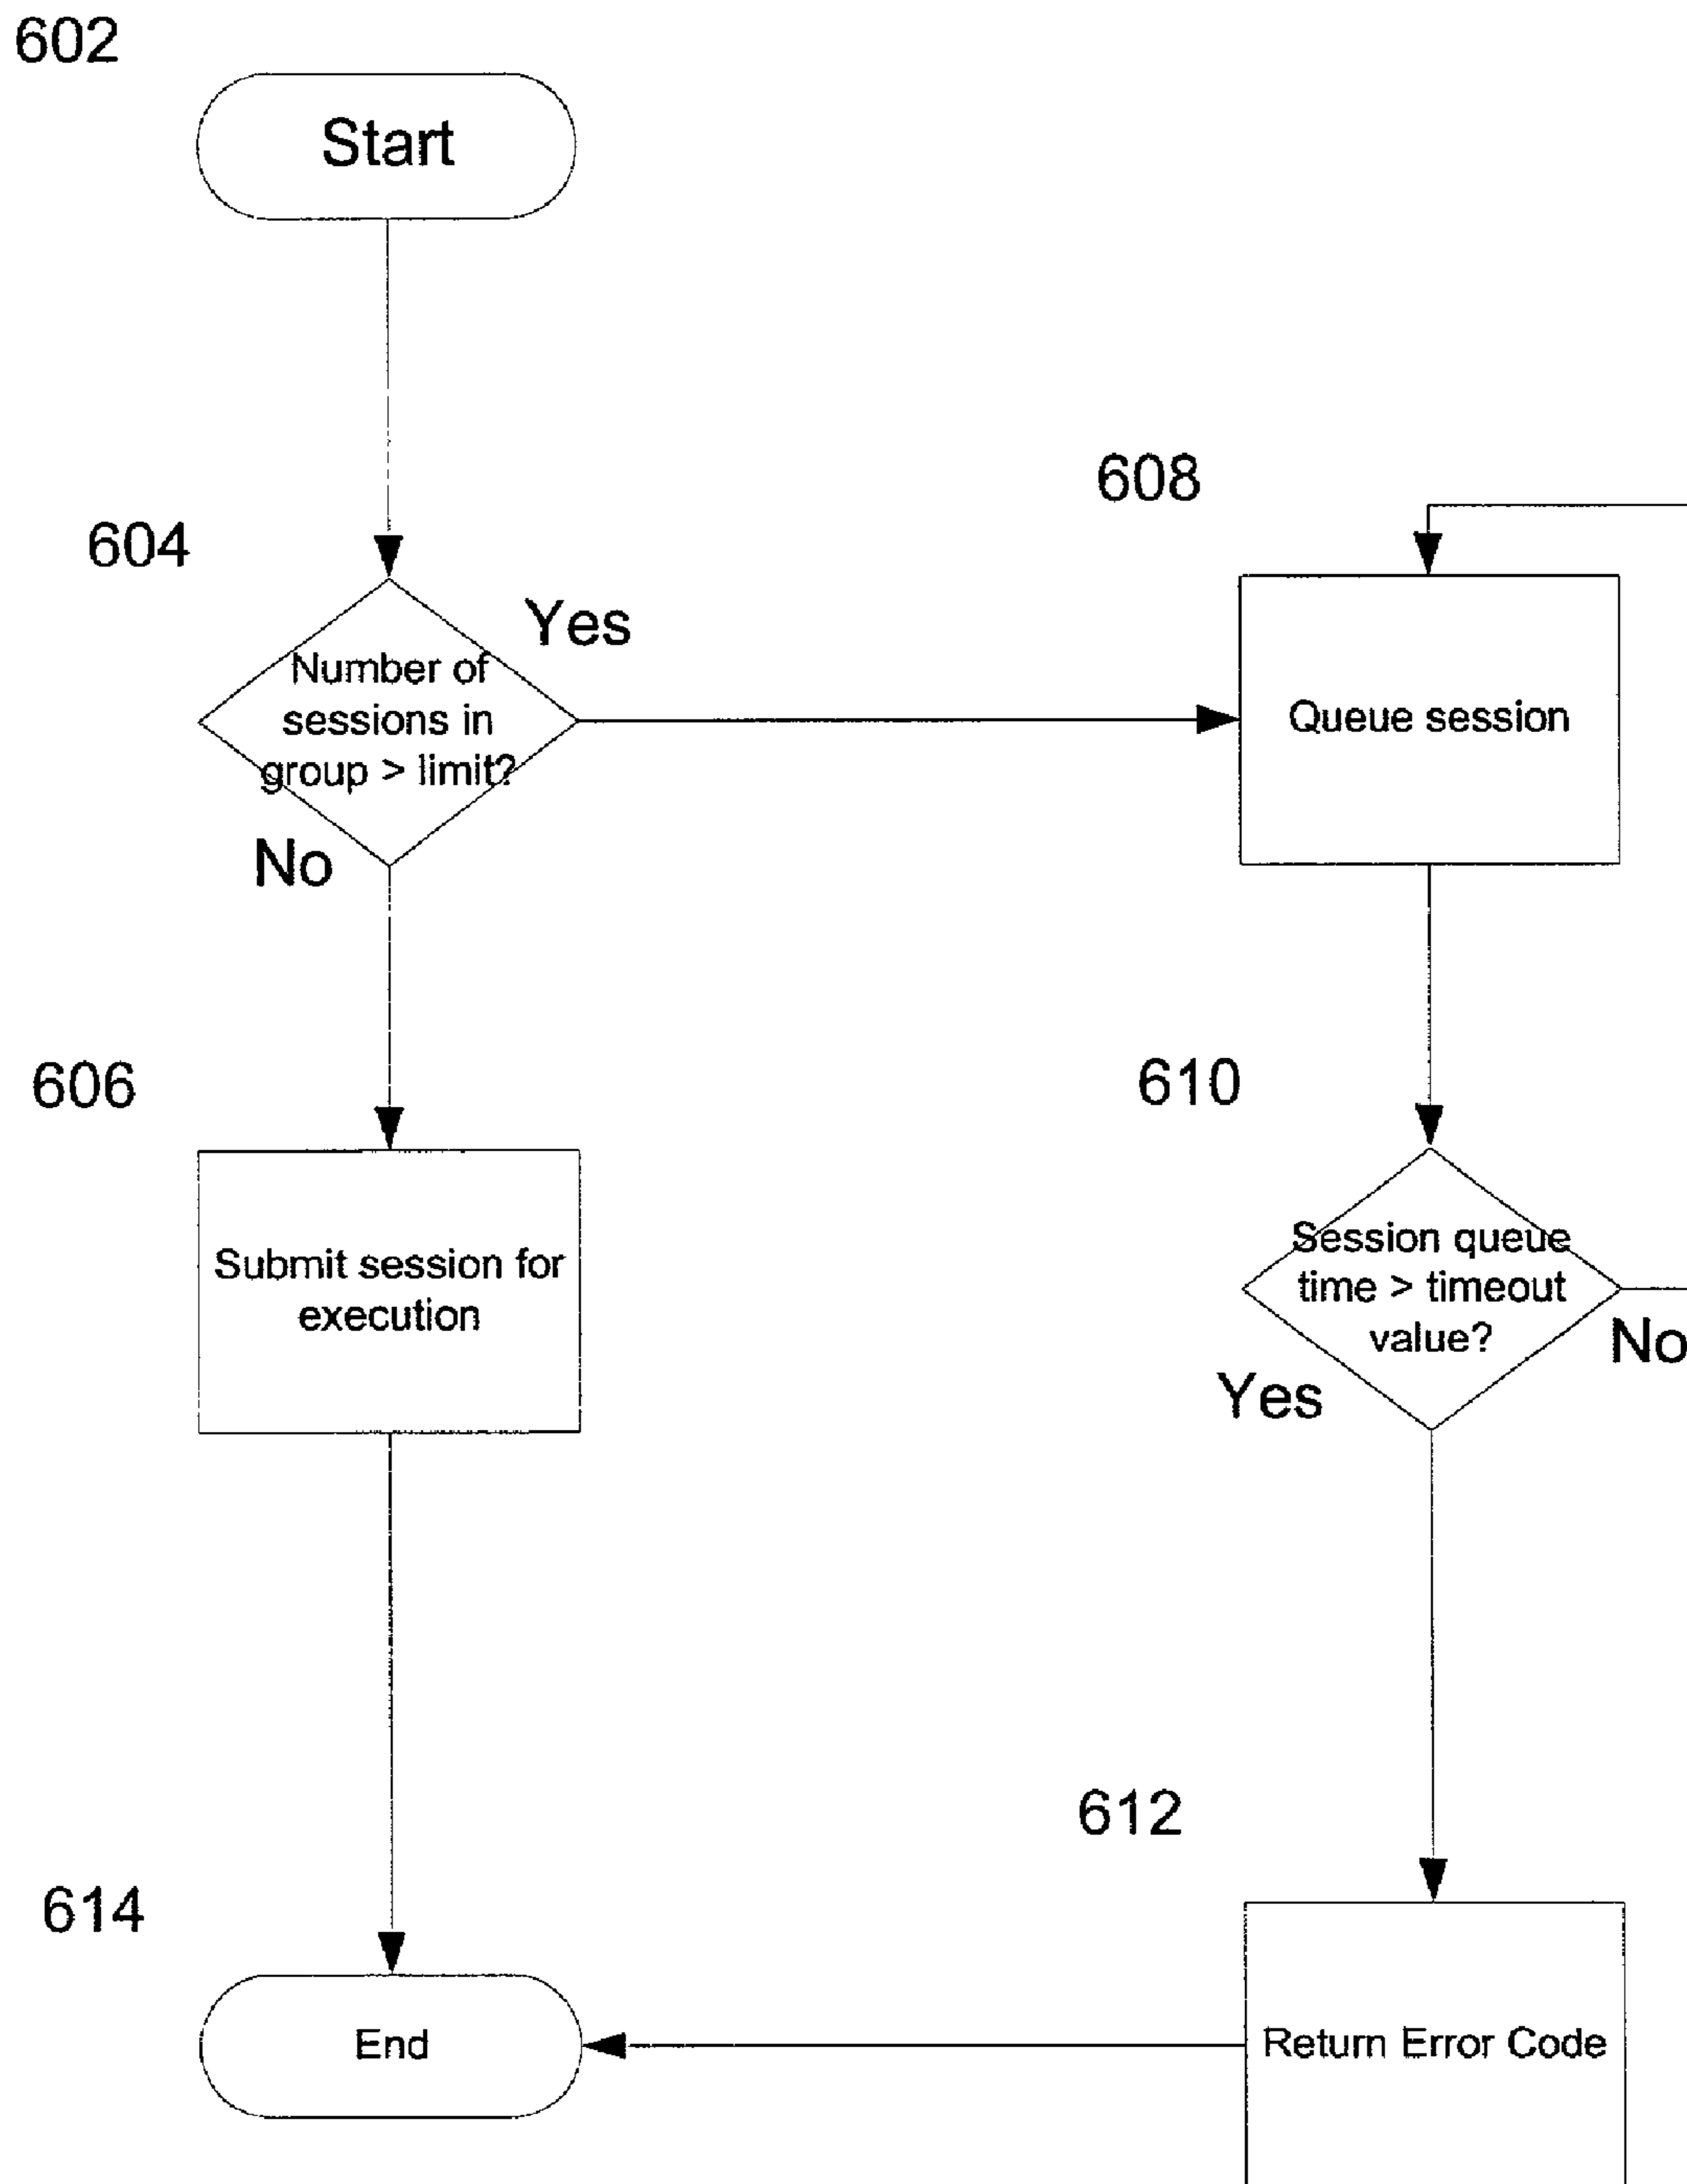 602
Start
604
Number of
sessions in
group > limit?
Yes
No
608
Queue session
606
Submit session for
execution
610
Session queue
time > timeout
value?
No
Yes
612
Return Error Code
614
End